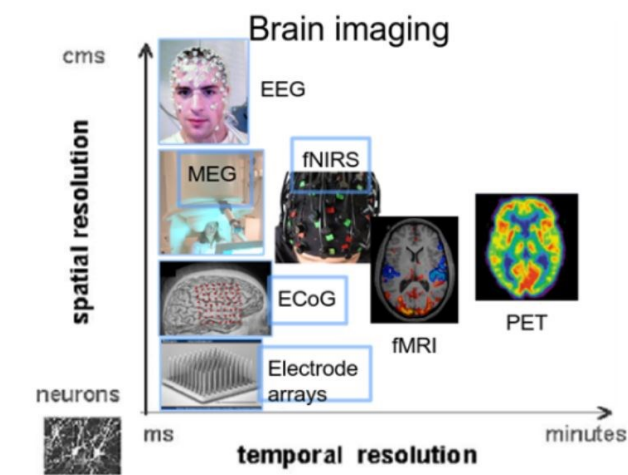 Brain imaging
cms
EEG
spatial resolution
MEG
fNIRS
ECoG
PET
fMRI
Electrode
arrays
neurons
ms
minutes
temporal resolution